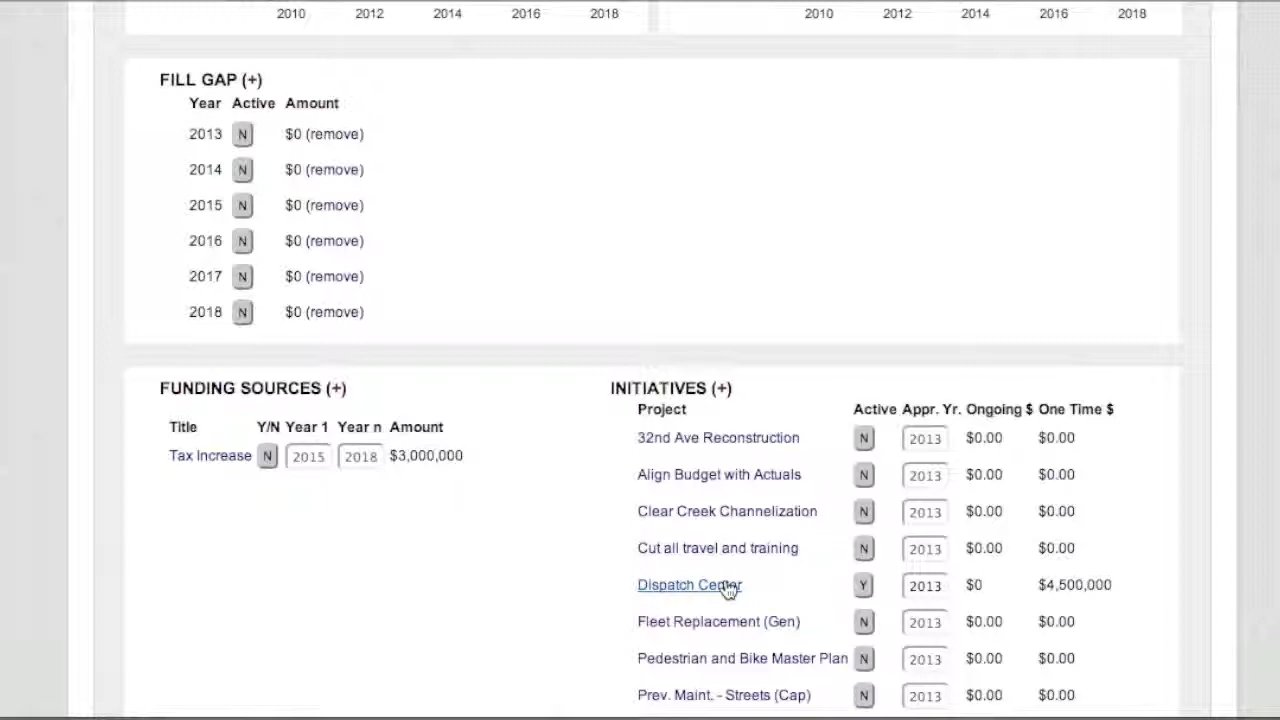 2010 2012 2014 2016 2018 2010 2012 2014 2016 2018
FILL GAP (+)
Year Active Amount
2013 N $0 (remove)
2014 N $0 (remove)
2015 N $0 (remove)
2016 N $0 (remove)
2017 N $0 (remove)
2018 N $0 (remove)
FUNDING SOURCES (+)
Title Y/N Year 1 Year n Amount
Tax Increase N 2015 2018 $3,000,000
INITIATIVES (+)
Project Active Appr. Yr. Ongoing $ One Time $
32nd Ave Reconstruction N 2013 $0.00 $0.00
Align Budget with Actuals N 2013 $0.00 $0.00
Clear Creek Channelization N 2013 $0.00 $0.00
Cut all travel and training N 2013 $0.00 $0.00
Dispatch Center Y 2013 $0 $4,500,000
Fleet Replacement (Gen) N 2013 $0.00 $0.00
Pedestrian and Bike Master Plan N 2013 $0.00 $0.00
Prev. Maint. - Streets (Cap) N 2013 $0.00 $0.00